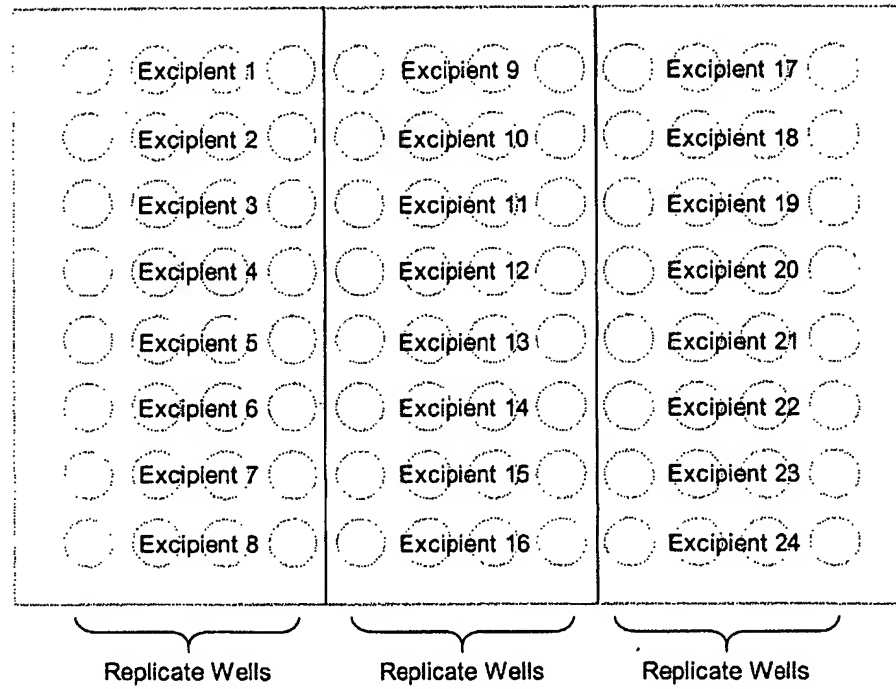 Excipient 1 Excipient 9 Excipient 17
Excipient 2 Excipient 10 Excipient 18
Excipient 3 Excipient 11 Excipient 19
Excipient 4 Excipient 12 Excipient 20
Excipient 5 Excipient 13 Excipient 21
Excipient 6 Excipient 14 Excipient 22
Excipient 7 Excipient 15 Excipient 23
Excipient 8 Excipient 16 Excipient 24
Replicate Wells Replicate Wells Replicate Wells